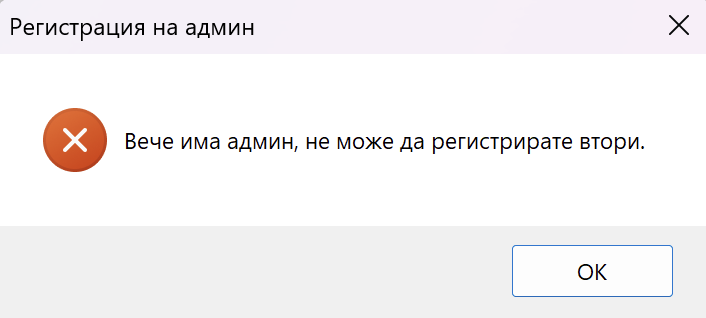 Регистрация на админ
Вече има админ, не може да регистрирате втори.
OK